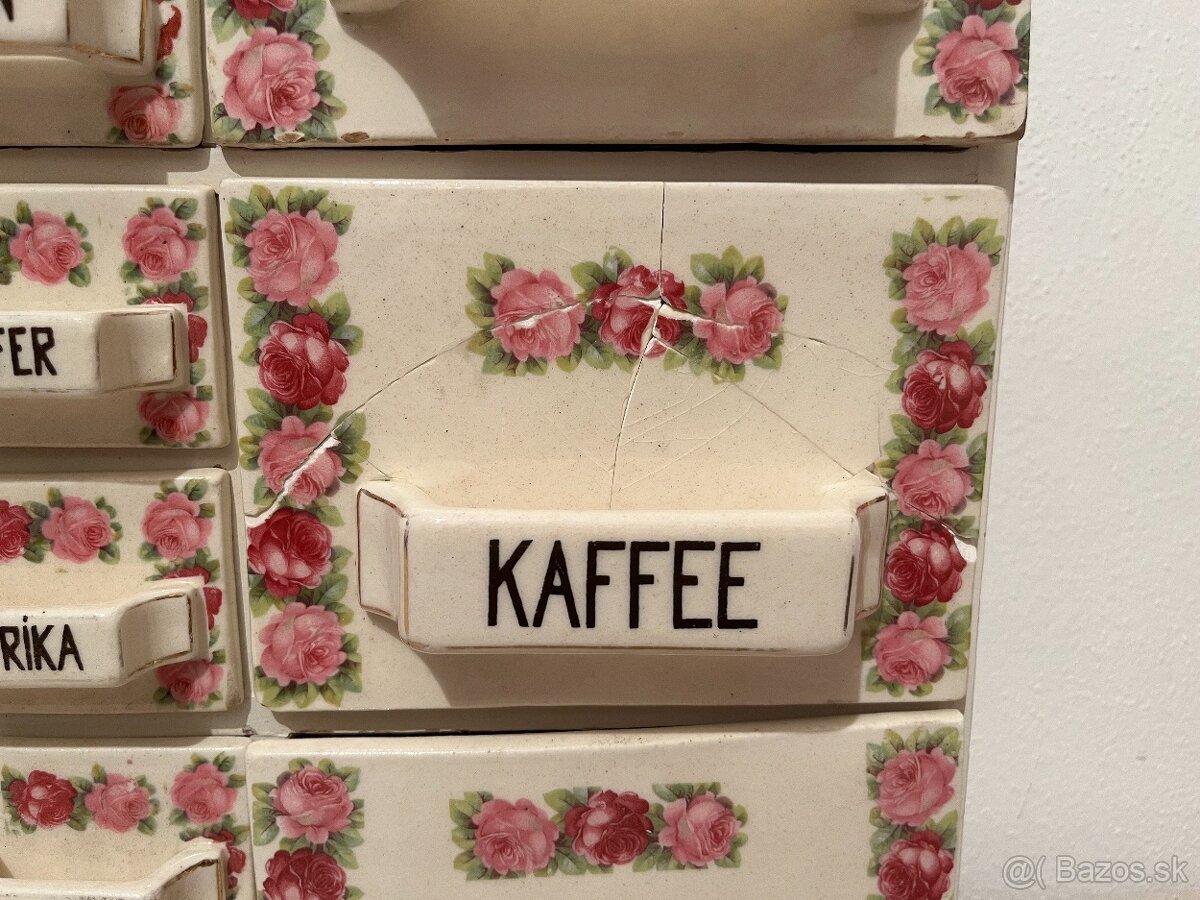 N
FER
KAFFEE
RIKA
@( Bazos.sk